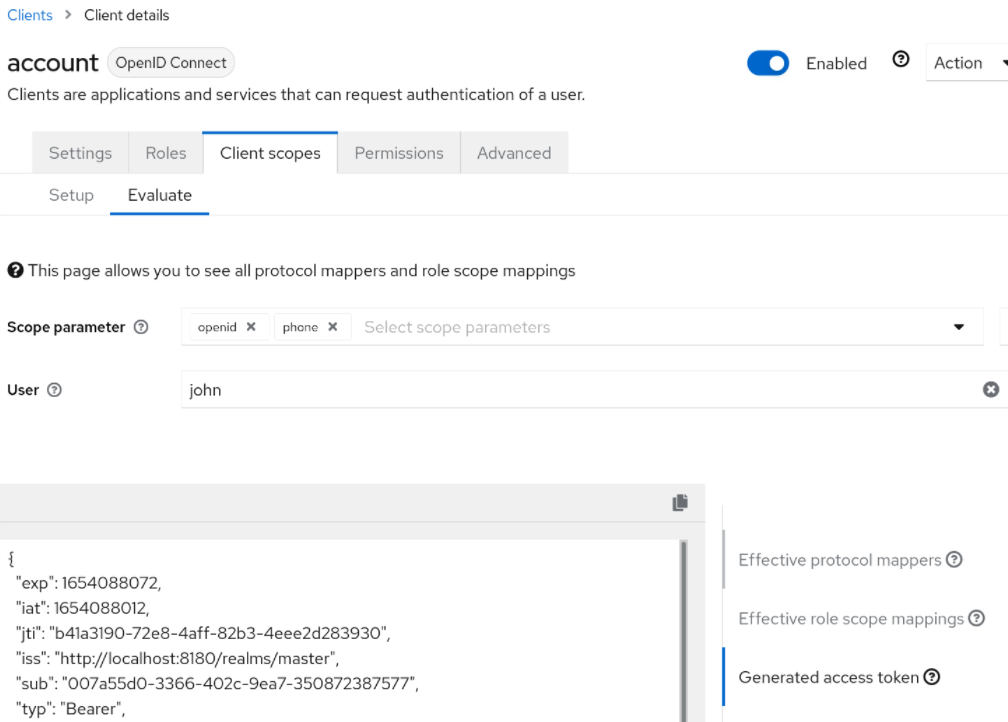 Clients > Client details
account OpenID Connect
Enabled
Action
Clients are applications and services that can request authentication of a user.
Settings Roles Client scopes Permissions Advanced
Setup Evaluate
This page allows you to see all protocol mappers and role scope mappings
Scope parameter openid phone Select scope parameters
User john
{
"exp": 1654088072,
"iat": 1654088012,
"jti": "b41a3190-72e8-4aff-82b3-4eee2d283930",
"iss": "http://localhost:8180/realms/master",
"sub": "007a55d0-3366-402c-9ea7-350872387577",
"typ": "Bearer",
Effective protocol mappers
Effective role scope mappings
Generated access token